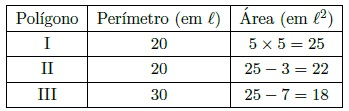 Polígono Perímetro (em ℓ) Área (em ℓ²)
I 20 5 × 5 = 25
II 20 25 − 3 = 22
III 30 25 − 7 = 18